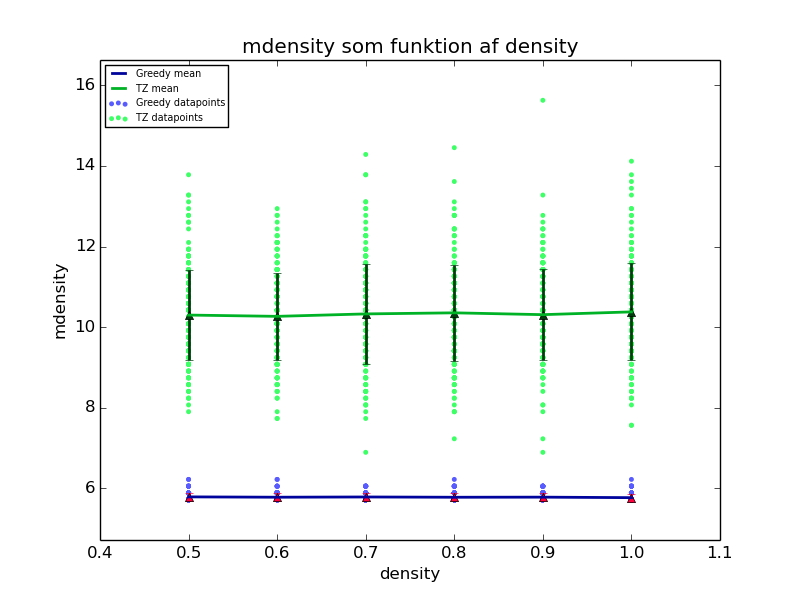 mdensity som funktion af density
Greedy mean
TZ mean
Greedy datapoints
TZ datapoints
mdensity
16
14
12
10
8
6
0.4 0.5 0.6 0.7 0.8 0.9 1.0 1.1
density